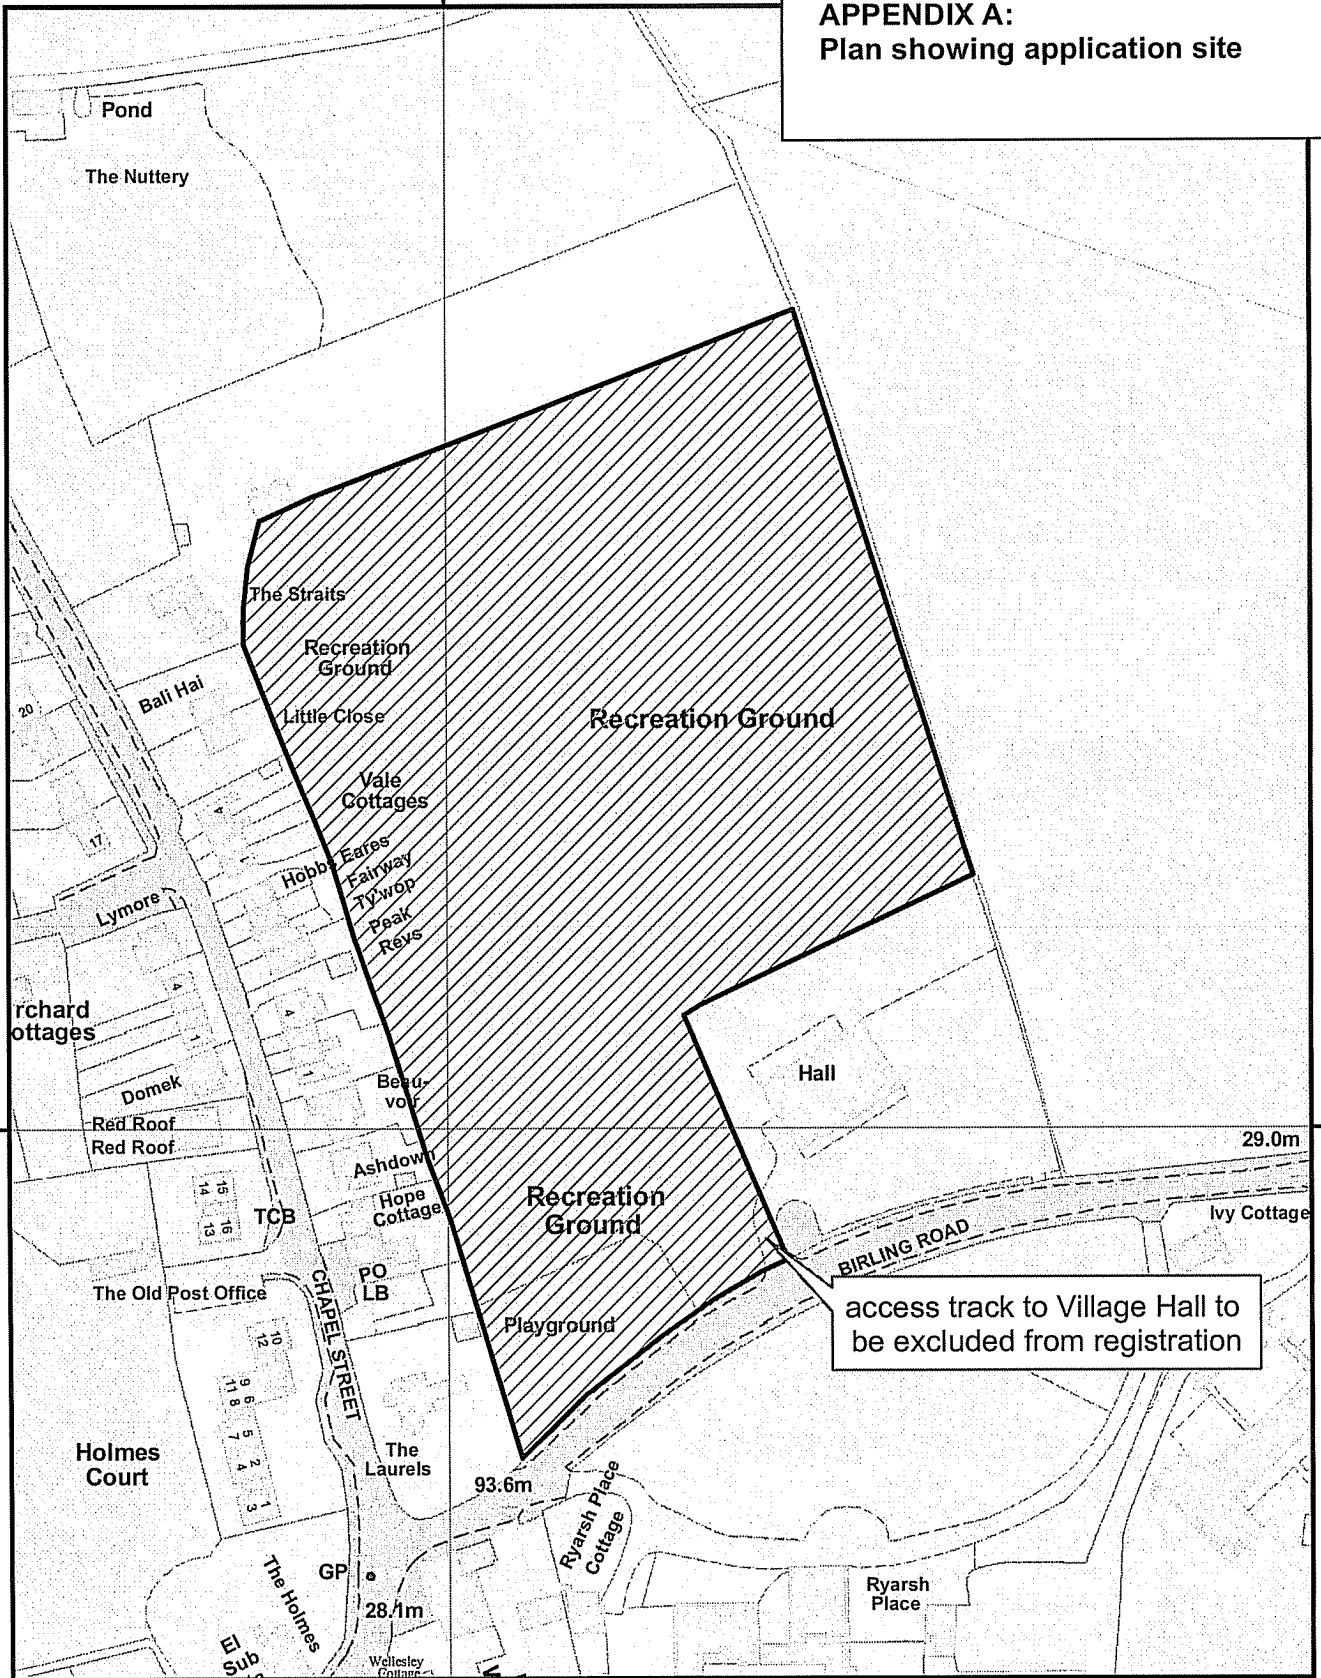 APPENDIX A:
Plan showing application site
Pond
The Nuttery
The Straits
Recreation
Ground
Bali Hai
20
Little Close
Recreation Ground
Vale
Cottages
4
17
1
Hobbs Eares
Fairway
Ty'wop
Peak
Revs
Lymore
4
1
rchard
ottages
4
1
Hall
Domek
Beau-
voir
Red Roof
Red Roof
29.0m
Ashdown
15
14
16
13
TCB
Hope
Cottage
Recreation
Ground
Ivy Cottage
BIRLING ROAD
PO
LB
The Old Post Office
CHAPEL STREET
access track to Village Hall to
be excluded from registration
Playground
10
12
9 6
11 8
5
7
2
4
1
3
Holmes
Court
The
Laurels
93.6m
Ryarsh Place
Cottage
The Holmes
GP
28.1m
Ryarsh
Place
El
Sub
Wellesley
Cottage